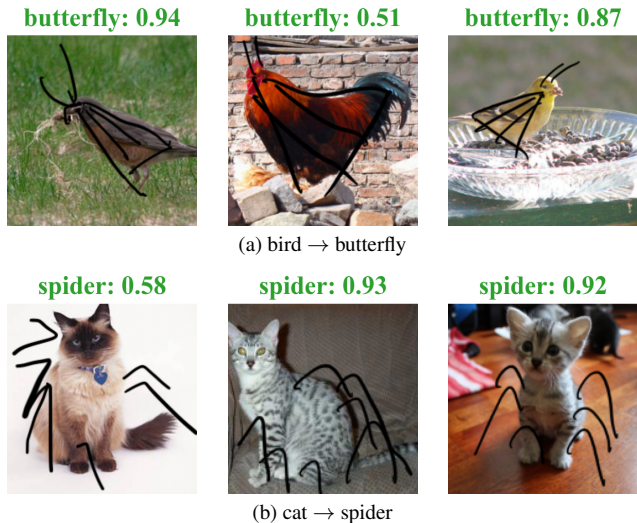 butterfly: 0.94 butterfly: 0.51 butterfly: 0.87
(a) bird → butterfly
spider: 0.58 spider: 0.93 spider: 0.92
(b) cat → spider